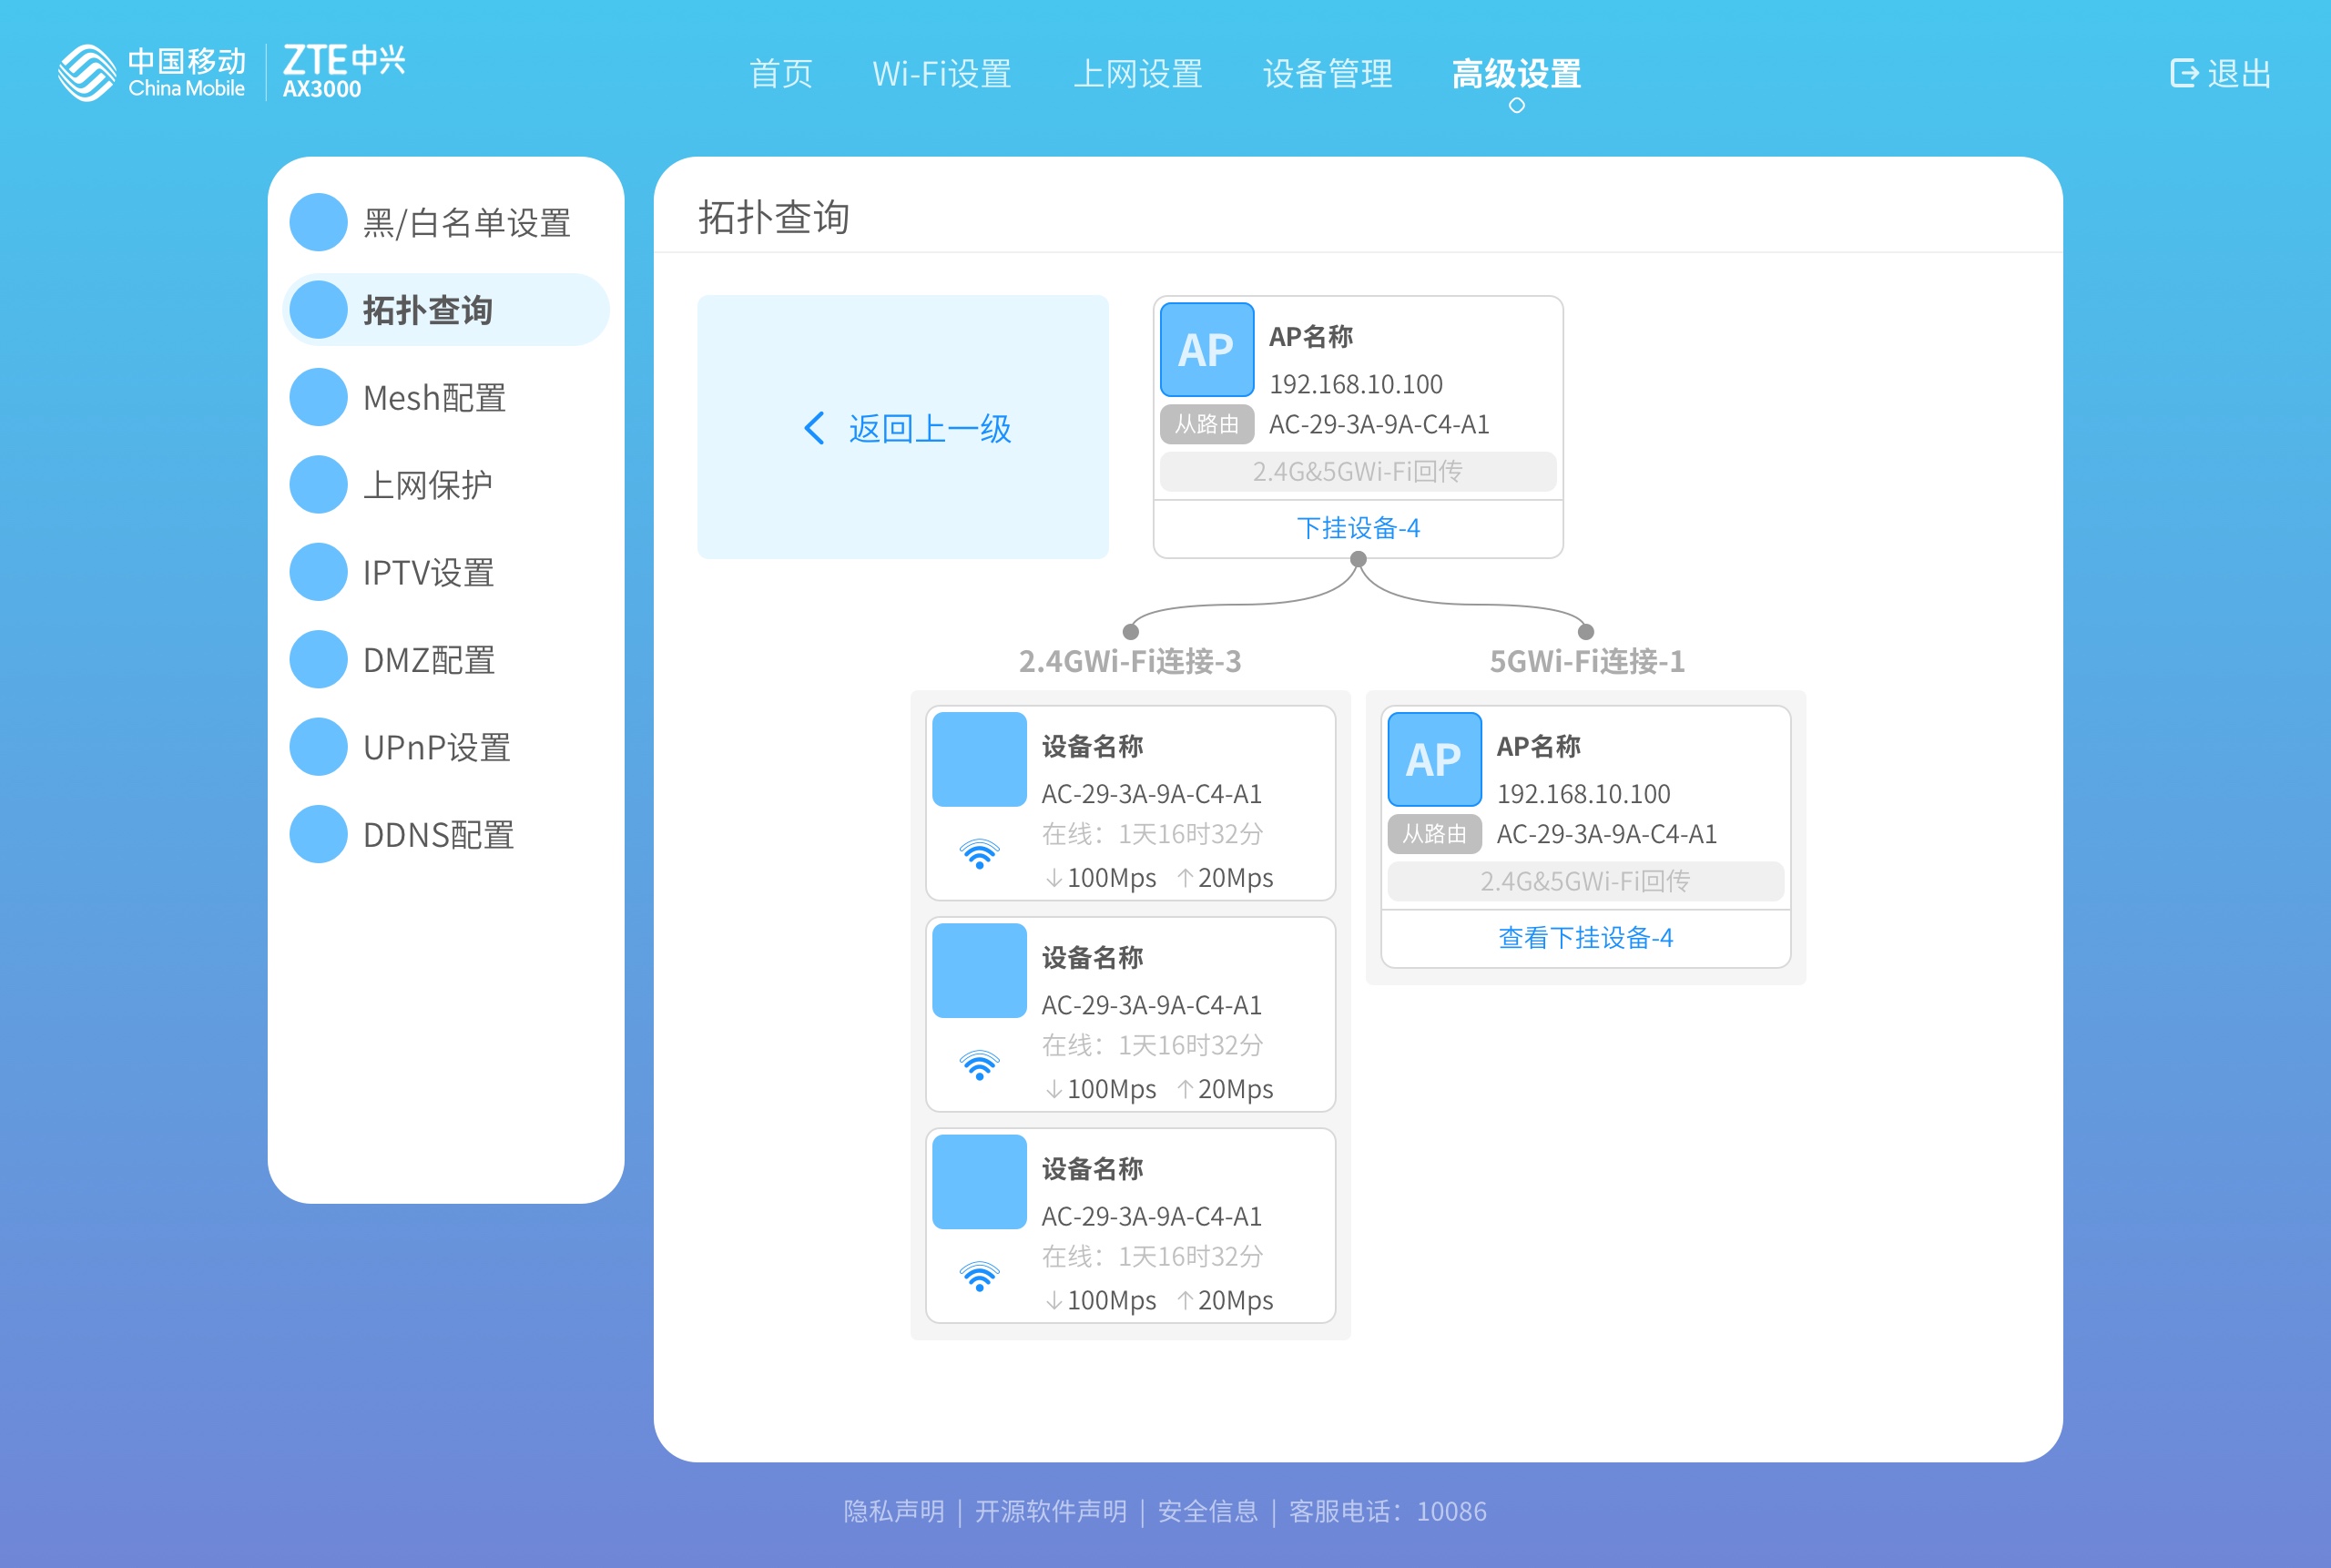 中国移动
China Mobile
ZTE中兴
AX3000
首页
Wi-Fi设置
上网设置
设备管理
高级设置
退出
黑/白名单设置
拓扑查询
Mesh配置
上网保护
IPTV设置
DMZ配置
UPnP设置
DDNS配置
拓扑查询
返回上一级
AP
AP名称
192.168.10.100
从路由
AC-29-3A-9A-C4-A1
2.4G&5GWi-Fi回传
下挂设备-4
2.4GWi-Fi连接-3
设备名称
AC-29-3A-9A-C4-A1
在线：1天16时32分
↓100Mps ↑20Mps
设备名称
AC-29-3A-9A-C4-A1
在线：1天16时32分
↓100Mps ↑20Mps
设备名称
AC-29-3A-9A-C4-A1
在线：1天16时32分
↓100Mps ↑20Mps
5GWi-Fi连接-1
AP
AP名称
192.168.10.100
从路由
AC-29-3A-9A-C4-A1
2.4G&5GWi-Fi回传
查看下挂设备-4
隐私声明 | 开源软件声明 | 安全信息 | 客服电话：10086